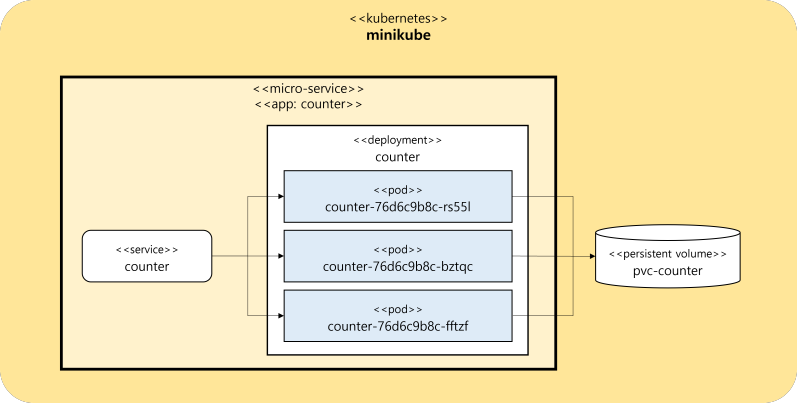 <<kubernetes>>
minikube
<<micro-service>>
<<app: counter>>
<<deployment>>
counter
<<pod>>
counter-76d6c9b8c-rs55l
<<service>>
counter
<<pod>>
counter-76d6c9b8c-bztqc
<<persistent volume>>
pvc-counter
<<pod>>
counter-76d6c9b8c-fftzf